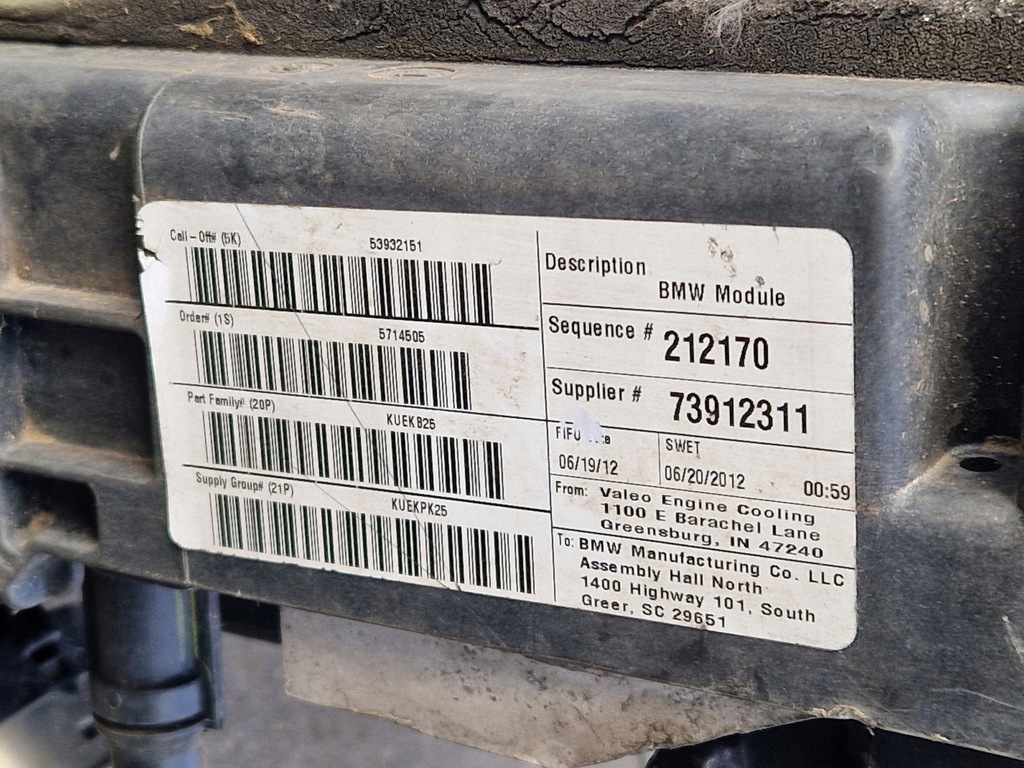 Call-Off# (5K)
53932151
Order# (1S)
5714505
Part Family# (20P)
KUEKB25
Supply Group# (21P)
KUEKPK25
Description
BMW Module
Sequence # 212170
Supplier # 73912311
FIFO
06/19/12
SWET
06/20/2012 00:59
From: Valeo Engine Cooling
1100 E Barachel Lane
Greensburg, IN 47240
To: BMW Manufacturing Co. LLC
Assembly Hall North
1400 Highway 101, South
Greer, SC 29651